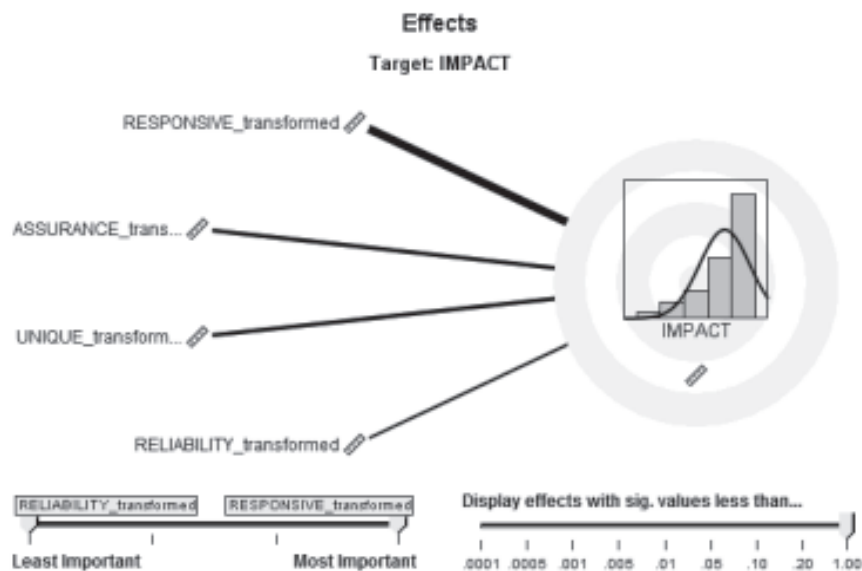 Effects
Target: IMPACT
RESPONSIVE_transformed
ASSURANCE_trans...
UNIQUE_transform...
RELIABILITY_transformed
IMPACT
RELIABILITY_transformed RESPONSIVE_transformed
Least Important Most Important
Display effects with sig. values less than...
.0001 .0005 .001 .005 .01 .05 .10 .20 1.00